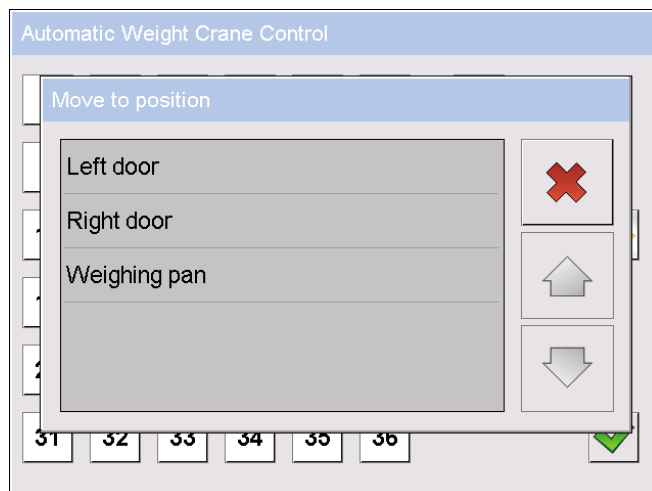 Automatic Weight Crane Control
Move to position
Left door
Right door
Weighing pan
31 32 33 34 35 36